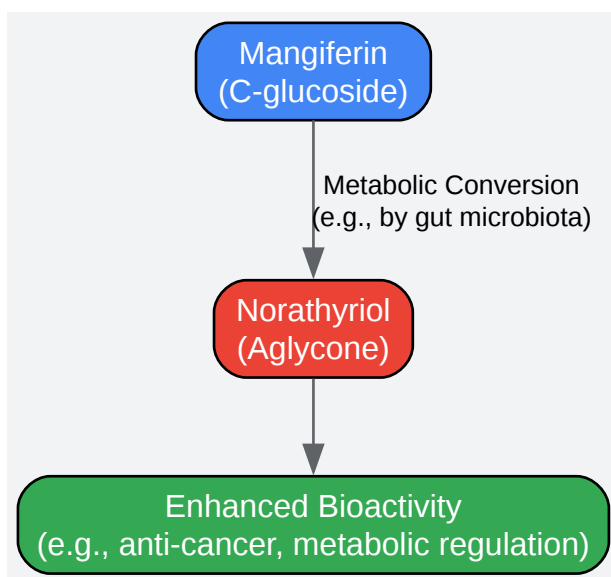 Mangiferin
(C-glucoside)
Metabolic Conversion
(e.g., by gut microbiota)
Norathyriol
(Aglycone)
Enhanced Bioactivity
(e.g., anti-cancer, metabolic regulation)